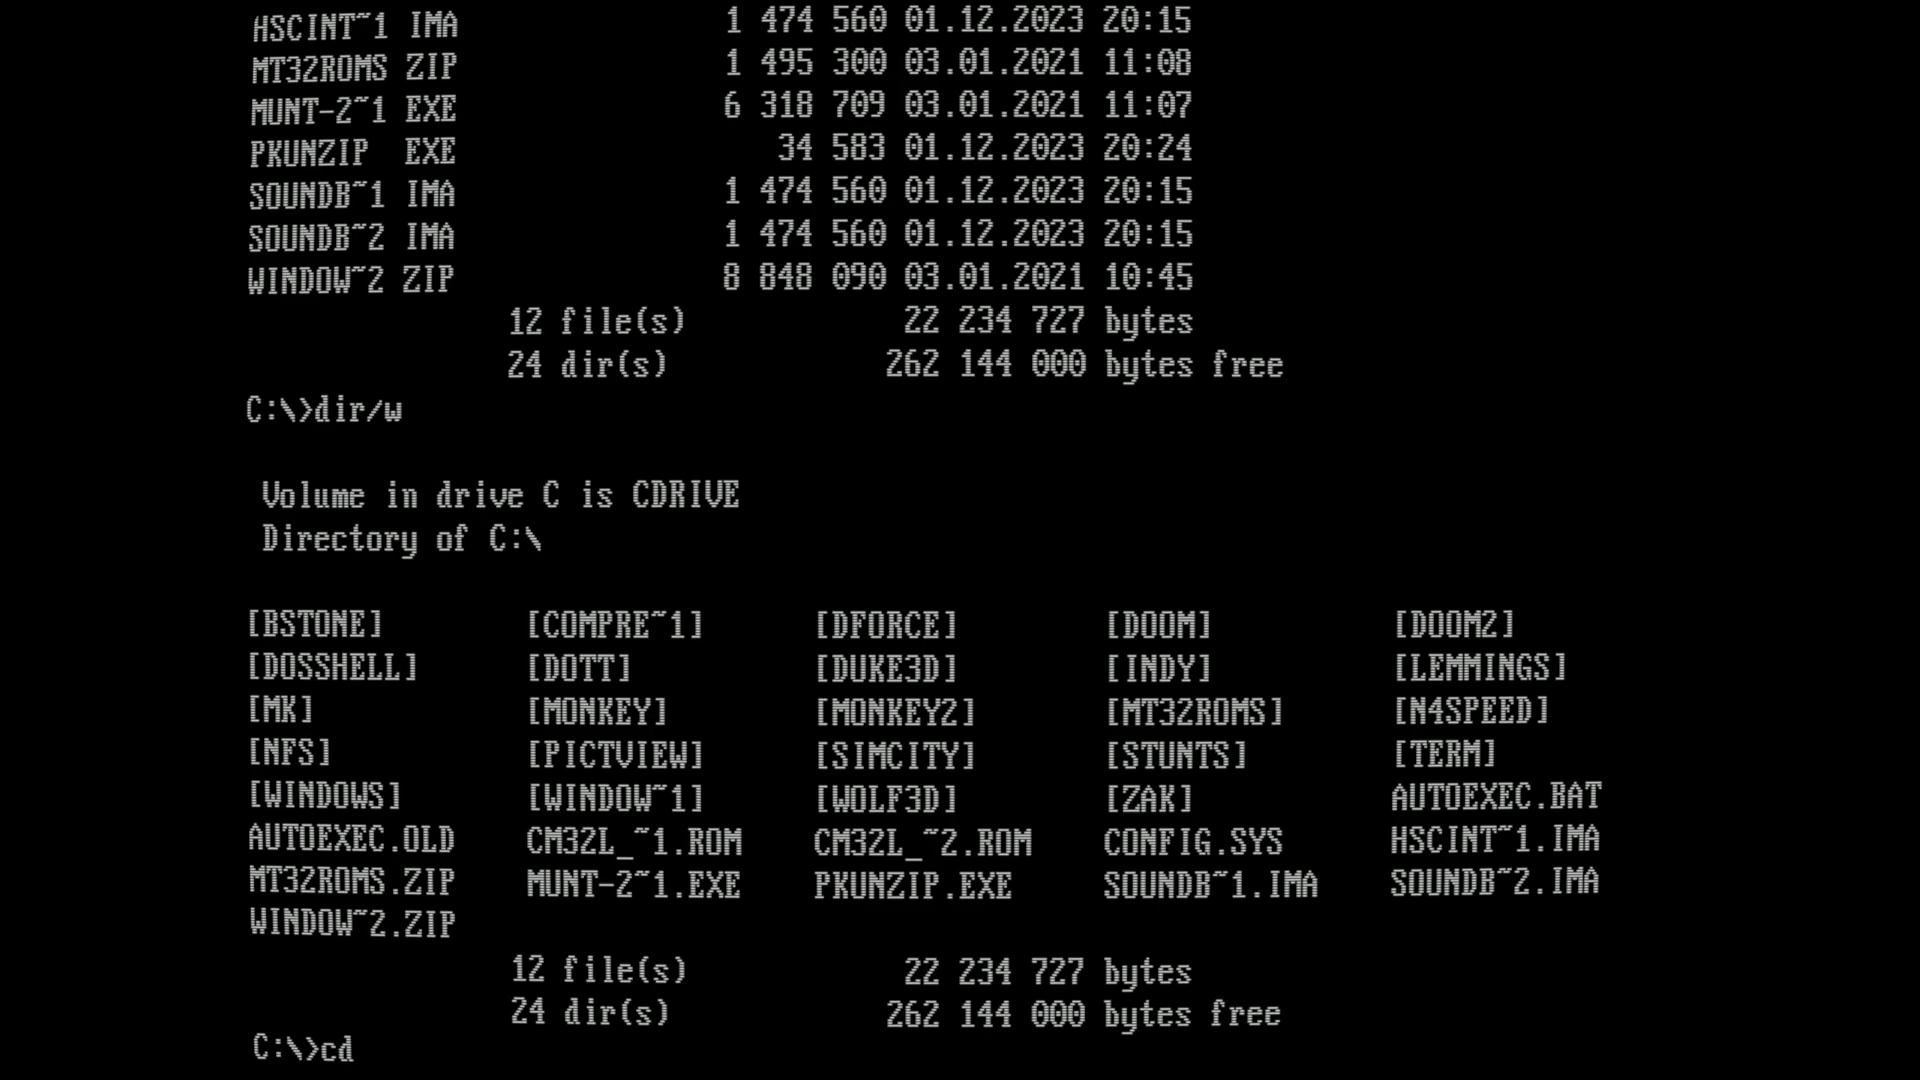 HSCINT~1 IMA 1 474 560 01.12.2023 20:15
MT32ROMS ZIP 1 495 300 03.01.2021 11:08
MUNT-2~1 EXE 6 318 709 03.01.2021 11:07
PKUNZIP EXE 34 583 01.12.2023 20:24
SOUNDB~1 IMA 1 474 560 01.12.2023 20:15
SOUNDB~2 IMA 1 474 560 01.12.2023 20:15
WINDOW~2 ZIP 8 848 090 03.01.2021 10:45
12 file(s) 22 234 727 bytes
24 dir(s) 262 144 000 bytes free
C:\>dir/w
Volume in drive C is CDRIVE
Directory of C:\
[BSTONE] [COMPRE~1] [DFORCE] [DOOM] [DOOM2]
[DOSSHELL] [DOTT] [DUKE3D] [INDY] [LEMMINGS]
[MK] [MONKEY] [MONKEY2] [MT32ROMS] [N4SPEED]
[NFS] [PICTVIEW] [SIMCITY] [STUNTS] [TERM]
[WINDOWS] [WINDOW~1] [WOLF3D] [ZAK] AUTOEXEC.BAT
AUTOEXEC.OLD CM32L_~1.ROM CM32L_~2.ROM CONFIG.SYS HSCINT~1.IMA
MT32ROMS.ZIP MUNT-2~1.EXE PKUNZIP.EXE SOUNDB~1.IMA SOUNDB~2.IMA
WINDOW~2.ZIP
12 file(s) 22 234 727 bytes
24 dir(s) 262 144 000 bytes free
C:\>cd